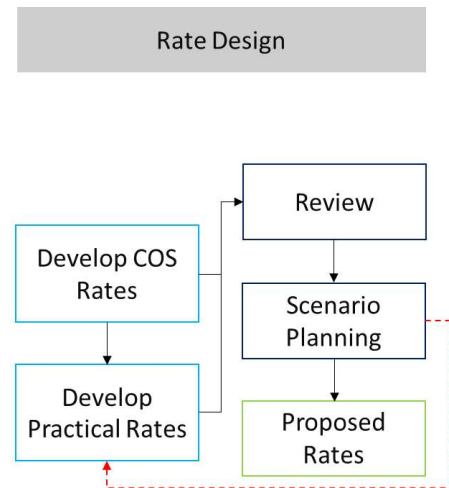 Rate Design
Develop COS
Rates
Develop
Practical Rates
Review
Scenario
Planning
Proposed
Rates